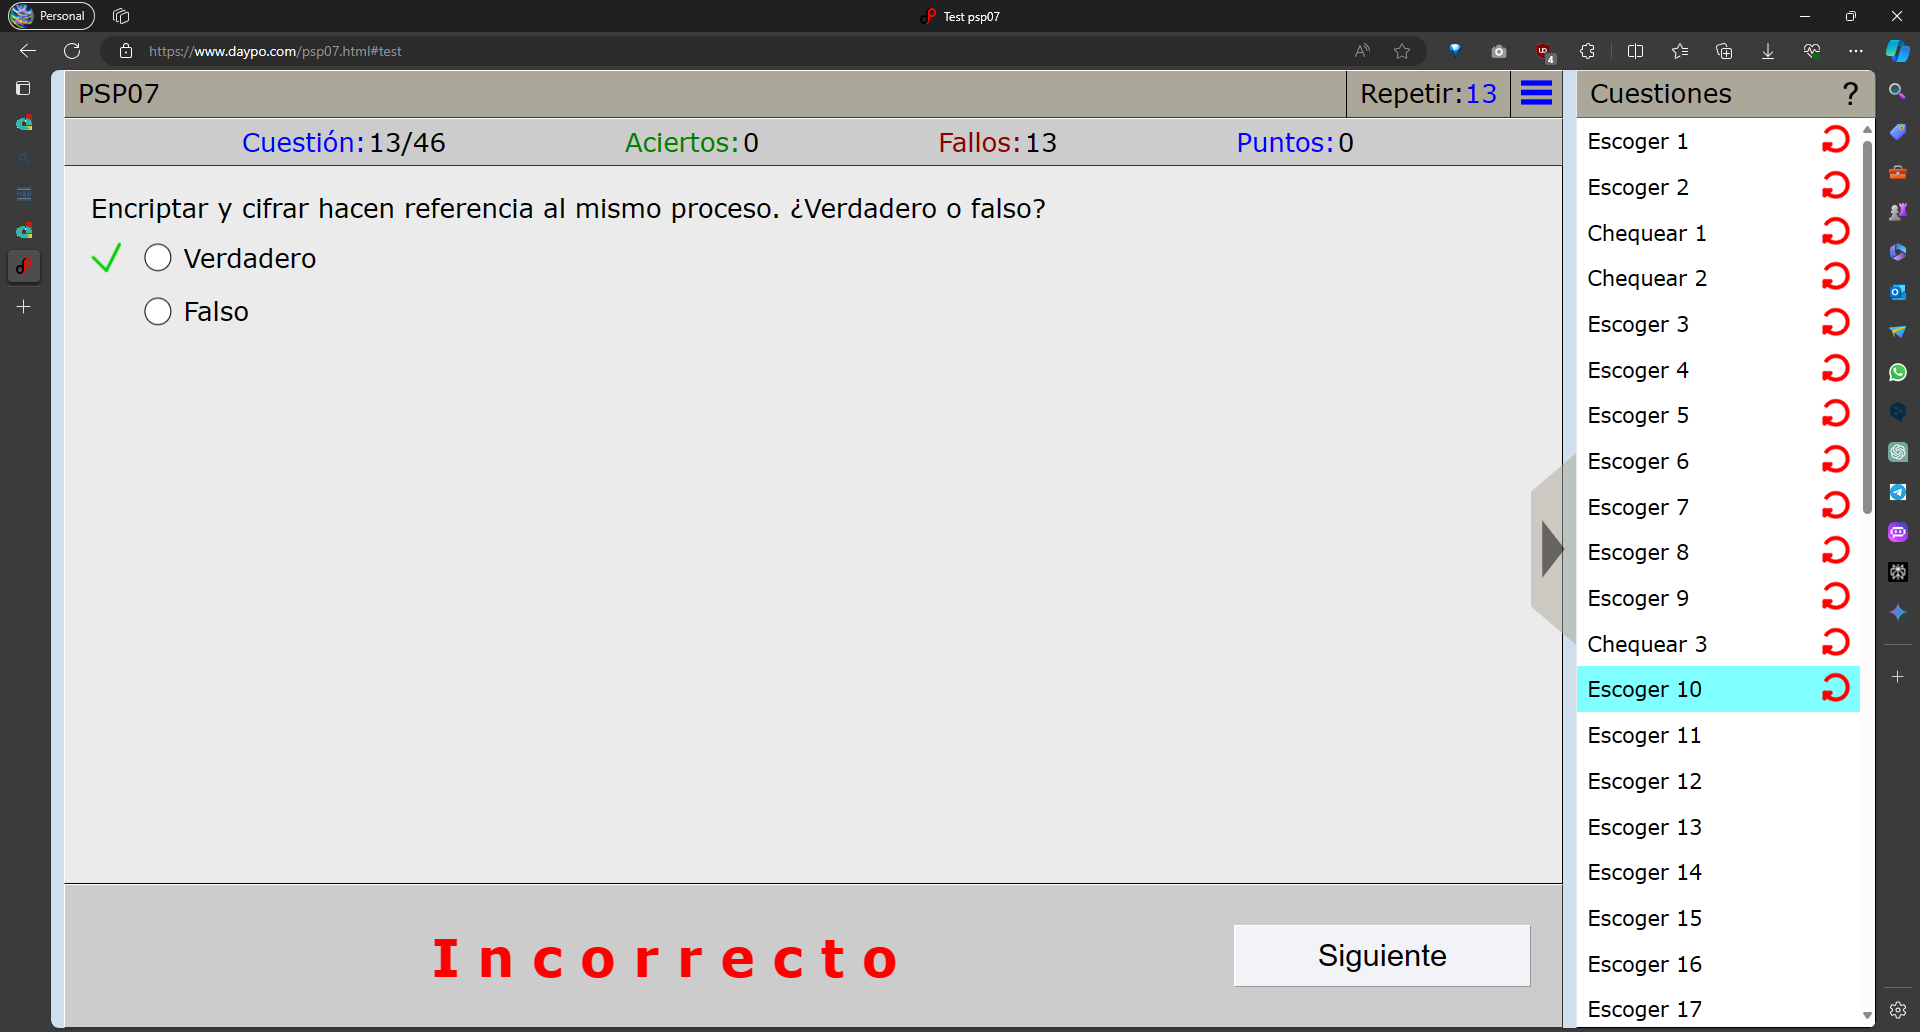 Personal
Test psp07
https://www.daypo.com/psp07.html#test
4
PSP07
Repetir:13
Cuestión:13/46
Aciertos:0
Fallos:13
Puntos:0
Encriptar y cifrar hacen referencia al mismo proceso. ¿Verdadero o falso?
Verdadero
Falso
Incorrecto
Siguiente
Cuestiones
?
Escoger 1
Escoger 2
Chequear 1
Chequear 2
Escoger 3
Escoger 4
Escoger 5
Escoger 6
Escoger 7
Escoger 8
Escoger 9
Chequear 3
Escoger 10
Escoger 11
Escoger 12
Escoger 13
Escoger 14
Escoger 15
Escoger 16
Escoger 17